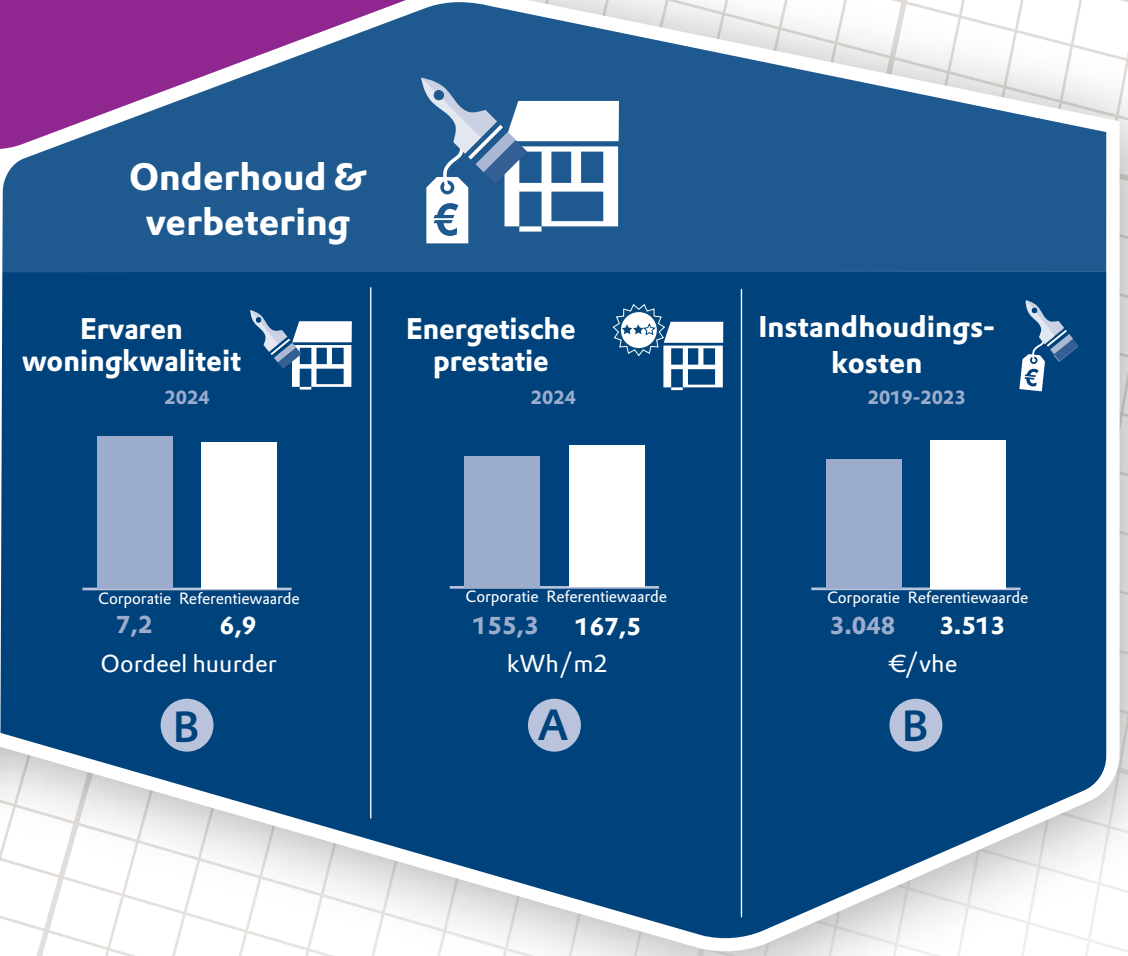 Onderhoud &
verbetering
€
Ervaren
woningkwaliteit
2024
Corporatie Referentiewaarde
7,2 6,9
Oordeel huurder
B
Energetische
prestatie
2024
Corporatie Referentiewaarde
155,3 167,5
kWh/m2
A
Instandhoudings-
kosten
€
2019-2023
Corporatie Referentiewaarde
3.048 3.513
€/vhe
B